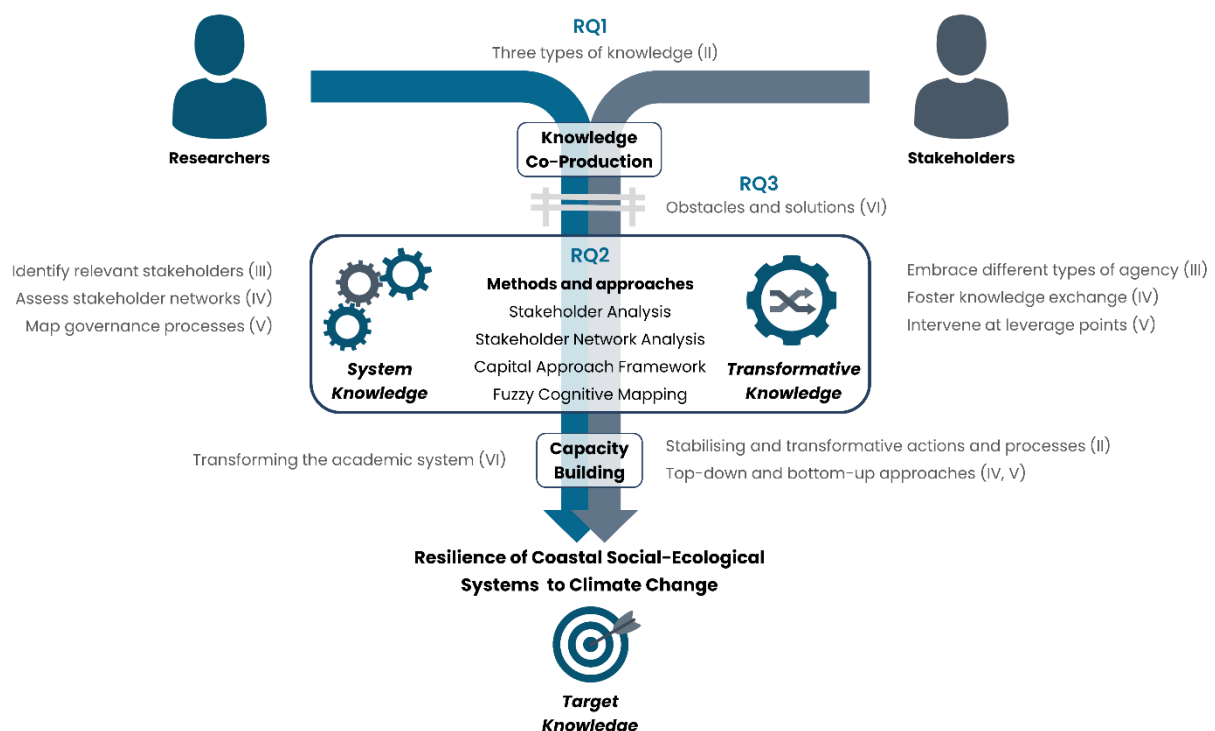 RQ1
Three types of knowledge (II)
Researchers
Knowledge
Co-Production
Stakeholders
RQ3
Obstacles and solutions (VI)
Identify relevant stakeholders (III)
Assess stakeholder networks (IV)
Map governance processes (V)
System
Knowledge
RQ2
Methods and approaches
Stakeholder Analysis
Stakeholder Network Analysis
Capital Approach Framework
Fuzzy Cognitive Mapping
Transformative
Knowledge
Embrace different types of agency (III)
Foster knowledge exchange (IV)
Intervene at leverage points (V)
Transforming the academic system (VI)
Capacity
Building
Stabilising and transformative actions and processes (II)
Top-down and bottom-up approaches (IV, V)
Resilience of Coastal Social-Ecological
Systems to Climate Change
Target
Knowledge